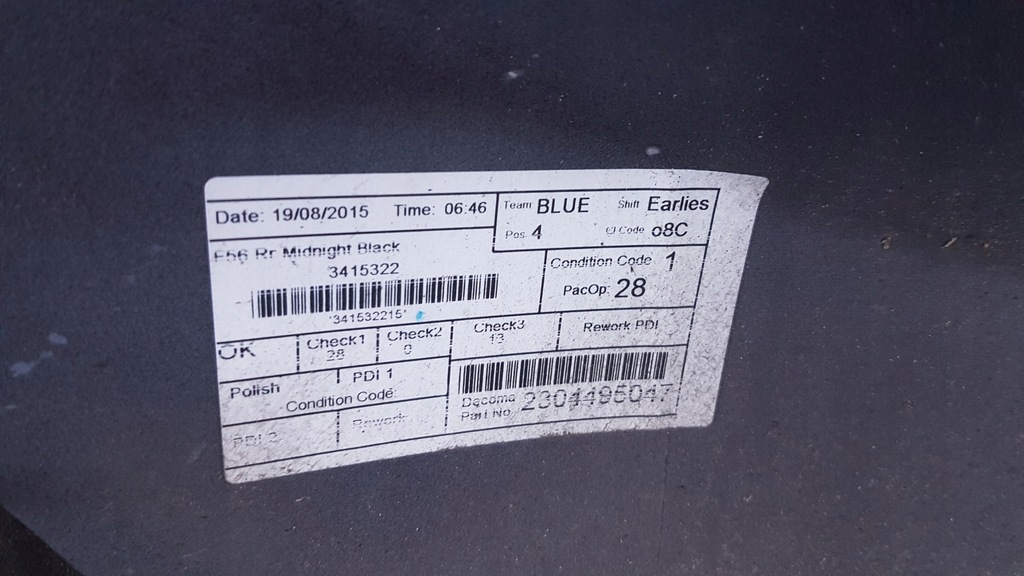 Date: 19/08/2015 Time: 06:46
Team BLUE Shift Earlies
Pos 4 CJ Code o8C
F56 Rr Midnight Black
3415322
Condition Code 1
PacOp: 28
*341532215*
OK Check1 28 Check2 0 Check3 13 Rework PDI
Polish PDI 1
Condition Code:
Decoma Part No 2304495047
PDI 2 Rework